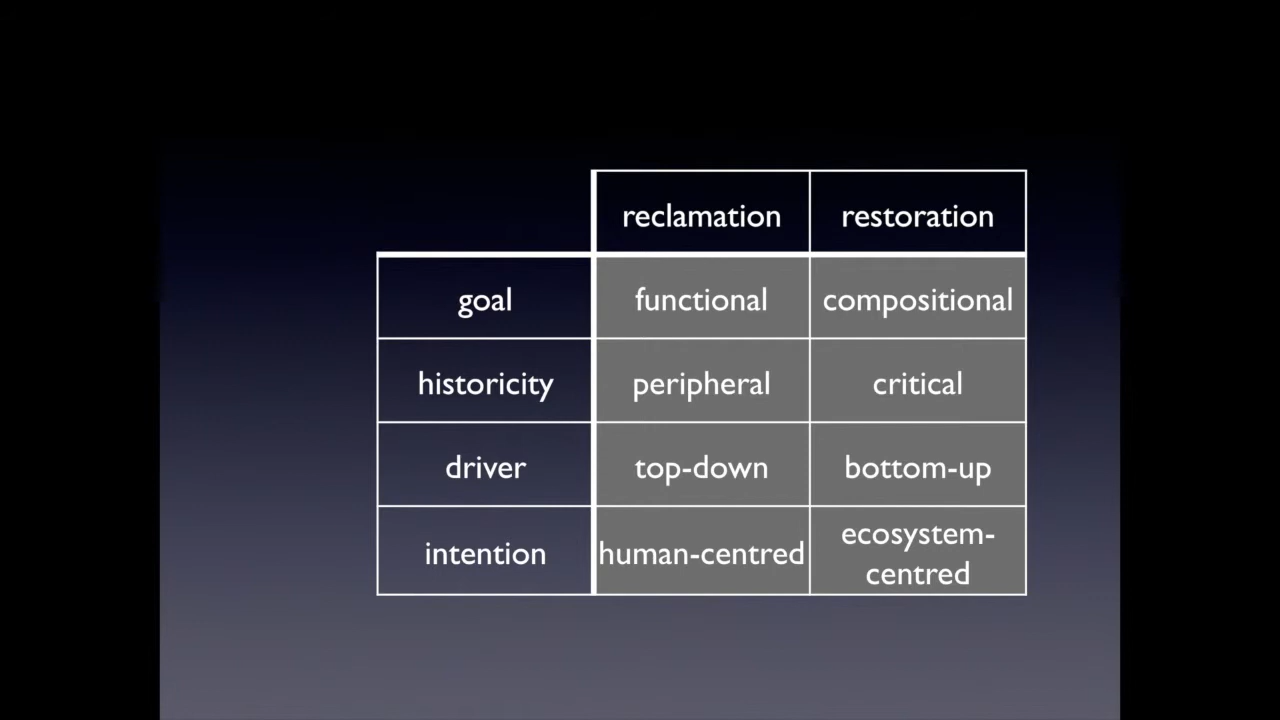 reclamation restoration
goal functional compositional
historicity peripheral critical
driver top-down bottom-up
intention human-centred ecosystem-
centred